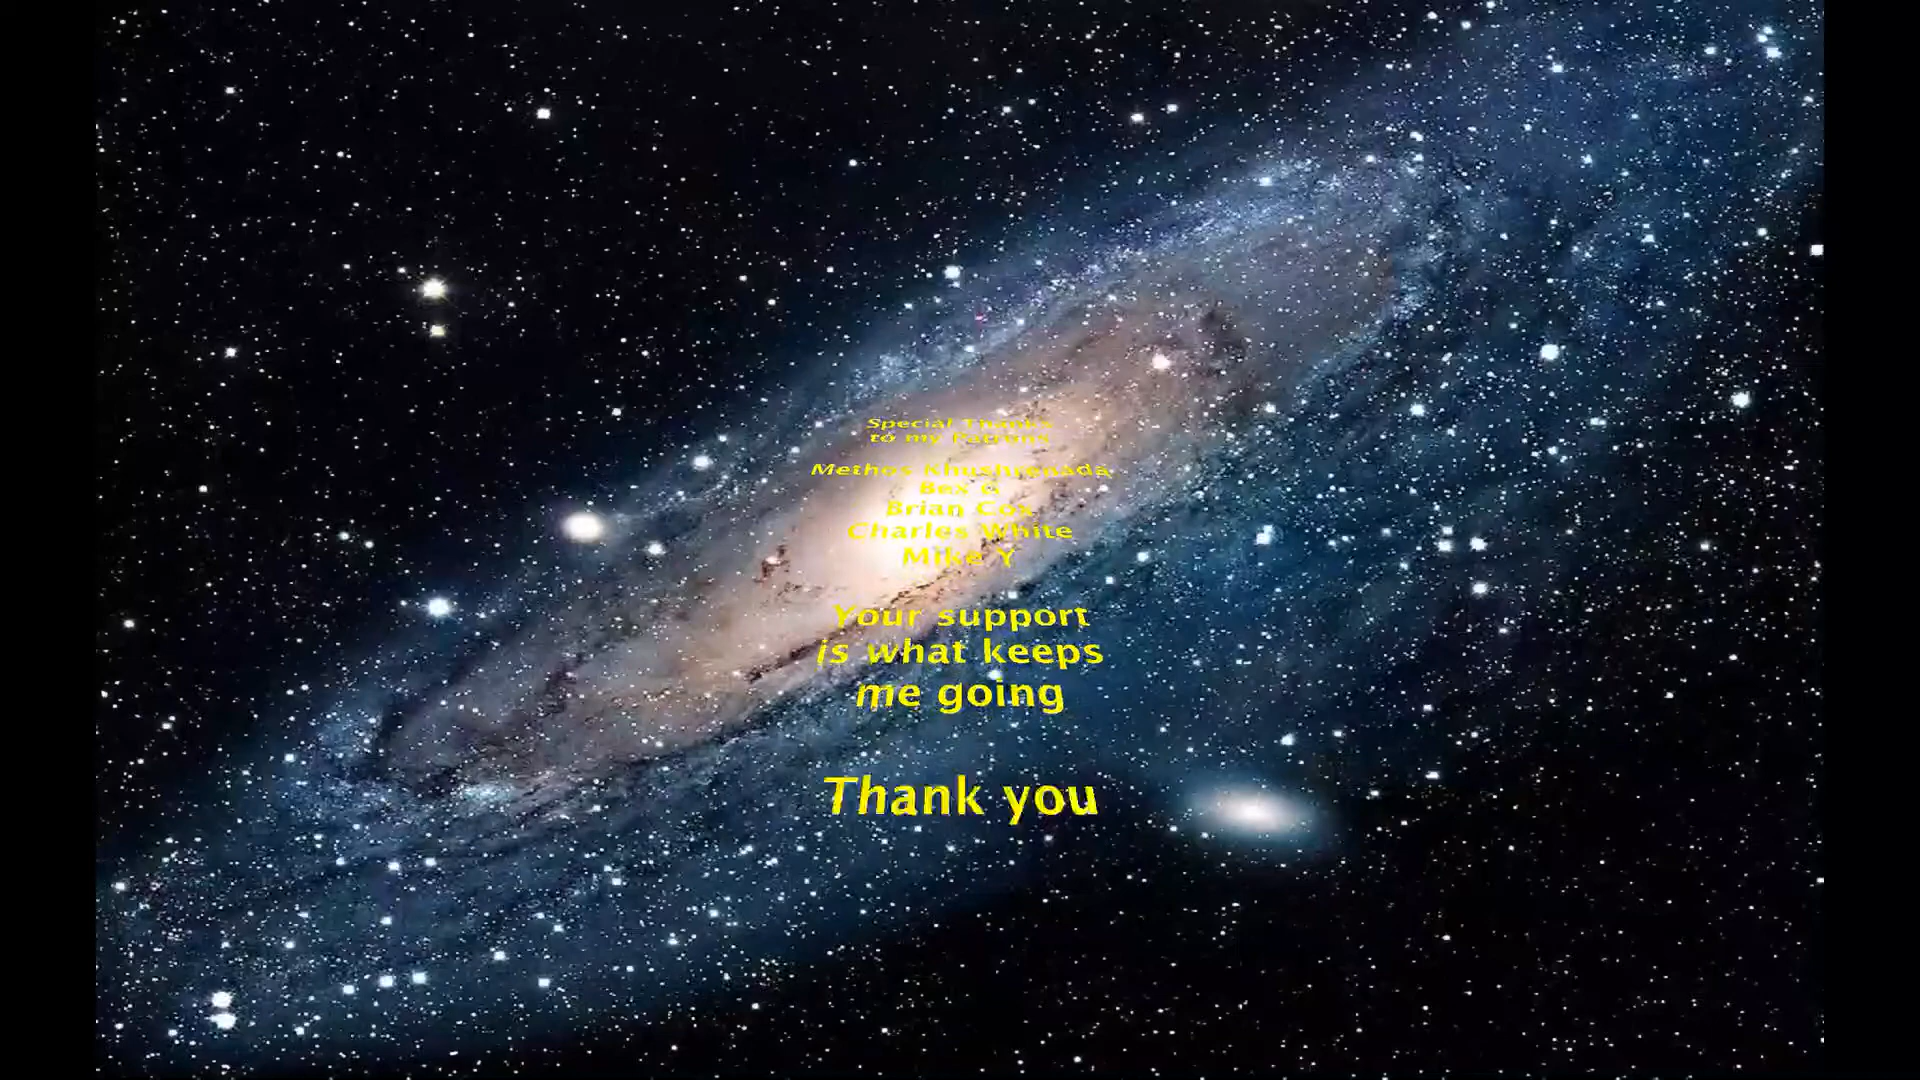 Special Thanks
to my Patrons
Methos Khushrenada
Bex G
Brian Cox
Charles White
Mike Y
Your support
is what keeps
me going
Thank you